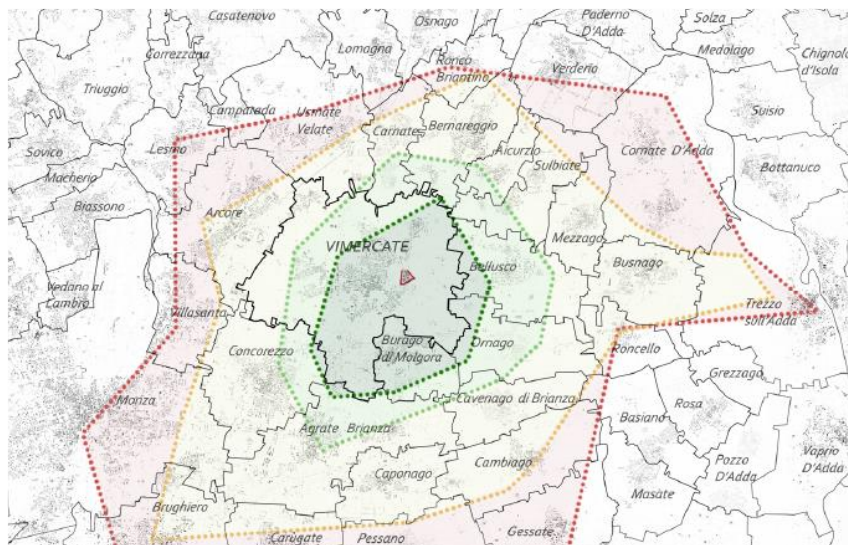 Casatenovo
Osnago
Paderno
D'Adda
Solza
Correzzana
Lomagna
Medolago
Chignolo
d'Isola
Triuggio
Ronco
Briantino
Verderio
Camparada
Usmate
Velate
Carnate
Bernareggio
Suisio
Sovico
Lesmo
Aicurzio
Sulbiate
Cornate D'Adda
Macherio
Bottanuco
Biassono
Arcore
VIMERCATE
Mezzago
Bellusco
Busnago
Vedano al
Lambro
Villasanta
Trezzo
sull'Adda
Concorezzo
Burago
di Molgora
Ornago
Roncello
Grezzago
Monza
Cavenago di Brianza
Rosa
Basiano
Agrate Brianza
Cambiago
Pozzo
D'Adda
Vaprio
D'Adda
Caponago
Masate
Brughiero
Carugate
Pessano
Gessate